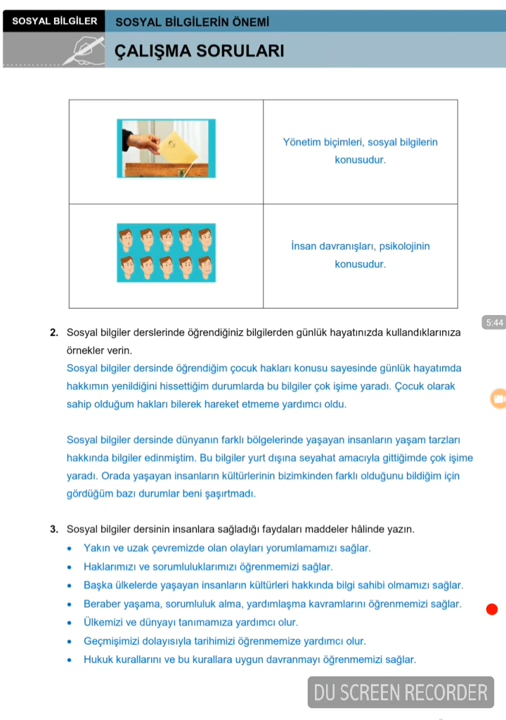 SOSYAL BİLGİLER
SOSYAL BİLGİLERİN ÖNEMİ
ÇALIŞMA SORULARI
Yönetim biçimleri, sosyal bilgilerin
konusudur.
İnsan davranışları, psikolojinin
konusudur.
5:44
2. Sosyal bilgiler derslerinde öğrendiğiniz bilgilerden günlük hayatınızda kullandıklarınıza
örnekler verin.
Sosyal bilgiler dersinde öğrendiğim çocuk hakları konusu sayesinde günlük hayatımda
hakkımın yenildiğini hissettiğim durumlarda bu bilgiler çok işime yaradı. Çocuk olarak
sahip olduğum hakları bilerek hareket etmeme yardımcı oldu.
Sosyal bilgiler dersinde dünyanın farklı bölgelerinde yaşayan insanların yaşam tarzları
hakkında bilgiler edinmiştim. Bu bilgiler yurt dışına seyahat amacıyla gittiğimde çok işime
yaradı. Orada yaşayan insanların kültürlerinin bizimkinden farklı olduğunu bildiğim için
gördüğüm bazı durumlar beni şaşırtmadı.
3. Sosyal bilgiler dersinin insanlara sağladığı faydaları maddeler hâlinde yazın.
• Yakın ve uzak çevremizde olan olayları yorumlamamızı sağlar.
• Haklarımızı ve sorumluluklarımızı öğrenmemizi sağlar.
• Başka ülkelerde yaşayan insanların kültürleri hakkında bilgi sahibi olmamızı sağlar.
• Beraber yaşama, sorumluluk alma, yardımlaşma kavramlarını öğrenmemizi sağlar.
• Ülkemizi ve dünyayı tanımamıza yardımcı olur.
• Geçmişimizi dolayısıyla tarihimizi öğrenmemize yardımcı olur.
• Hukuk kurallarını ve bu kurallara uygun davranmayı öğrenmemizi sağlar.
DU SCREEN RECORDER